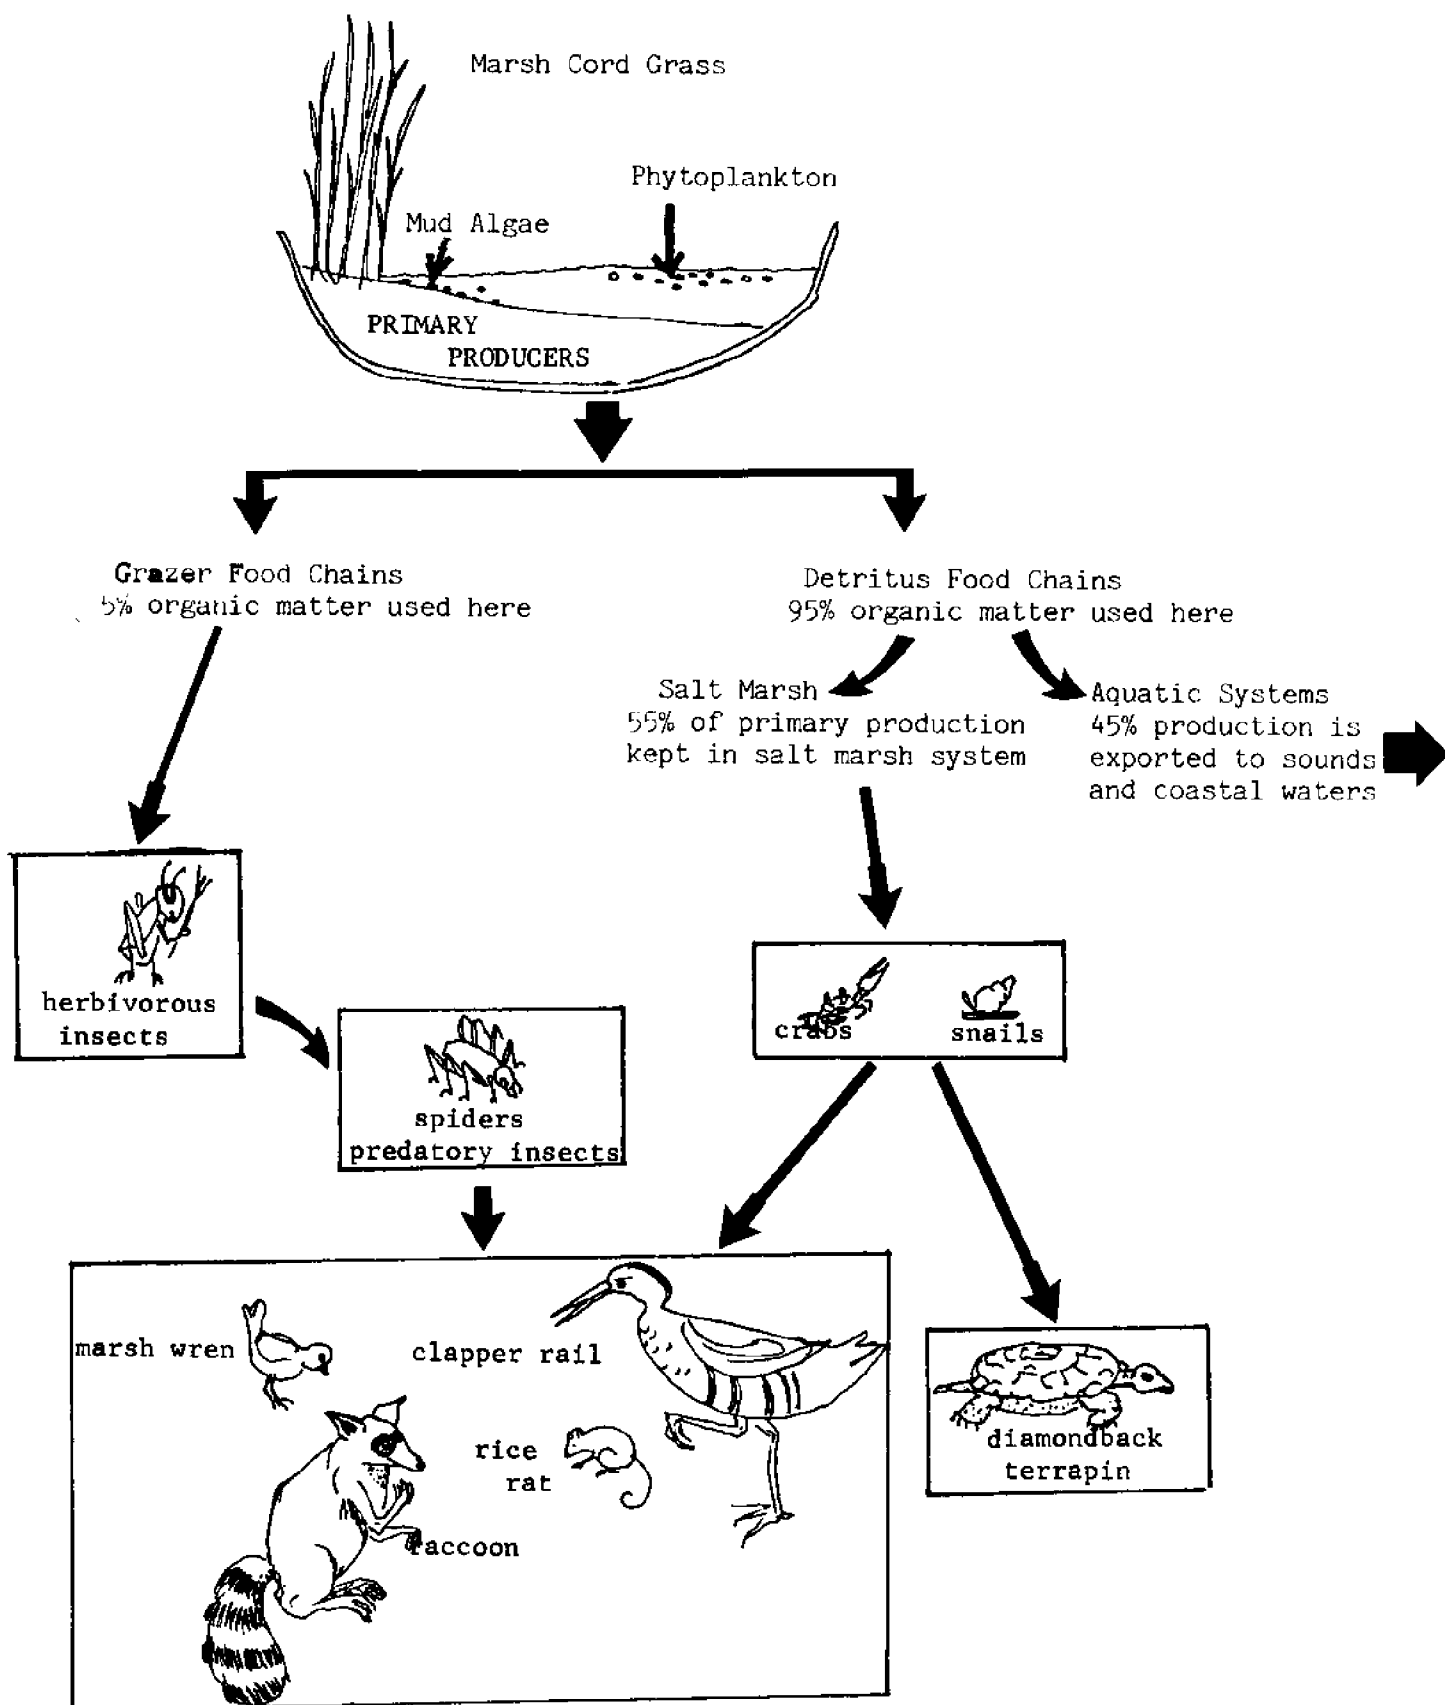 Marsh Cord Grass
Phytoplankton
Mud Algae
PRIMARY
PRODUCERS
Grazer Food Chains
5% organic matter used here
Detritus Food Chains
95% organic matter used here
Salt Marsh
55% of primary production
kept in salt marsh system
Aquatic Systems
45% production is
exported to sounds
and coastal waters
herbivorous
insects
spiders
predatory insects
crabs
snails
marsh wren
clapper rail
rice
rat
raccoon
diamondback
terrapin